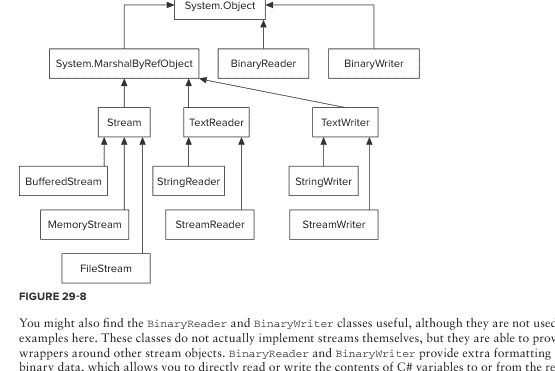 System.Object
System.MarshalByRefObject
BinaryReader
BinaryWriter
Stream
TextReader
TextWriter
BufferedStream
StringReader
StringWriter
MemoryStream
StreamReader
StreamWriter
FileStream
FIGURE 29-8
You might also find the BinaryReader and BinaryWriter classes useful, although they are not used
examples here. These classes do not actually implement streams themselves, but they are able to prov
wrappers around other stream objects. BinaryReader and BinaryWriter provide extra formatting
binary data, which allows you to directly read or write the contents of C# variables to or from the